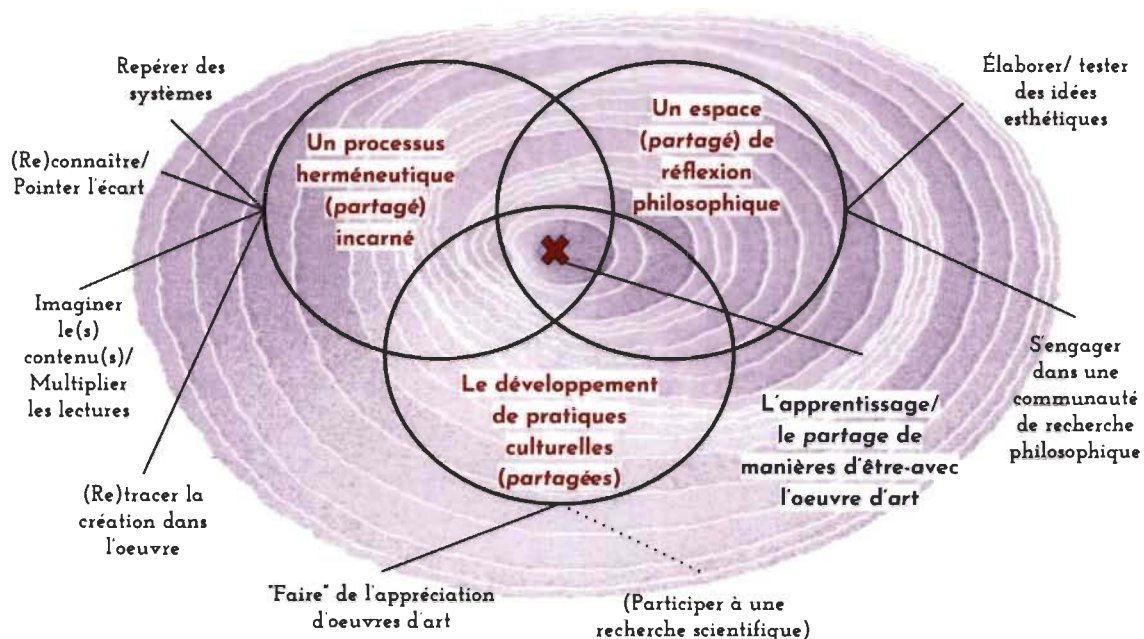 Repérer des
systèmes
(Re)connaître/
Pointer l'écart
Imaginer
le(s)
contenu(s)/
Multiplier
les lectures
(Re)tracer la
création dans
l'oeuvre
Un processus
herméneutique
(partagé)
incarné
Un espace
(partagé) de
réflexion
philosophique
Élaborer/ tester
des idées
esthétiques
S'engager
dans une
communauté
de recherche
philosophique
Le développement
de pratiques
culturelles
(partagées)
L'apprentissage/
le partage de
manières d'être-avec
l'oeuvre d'art
"Faire" de l'appréciation
d'oeuvres d'art
(Participer à une
recherche scientifique)